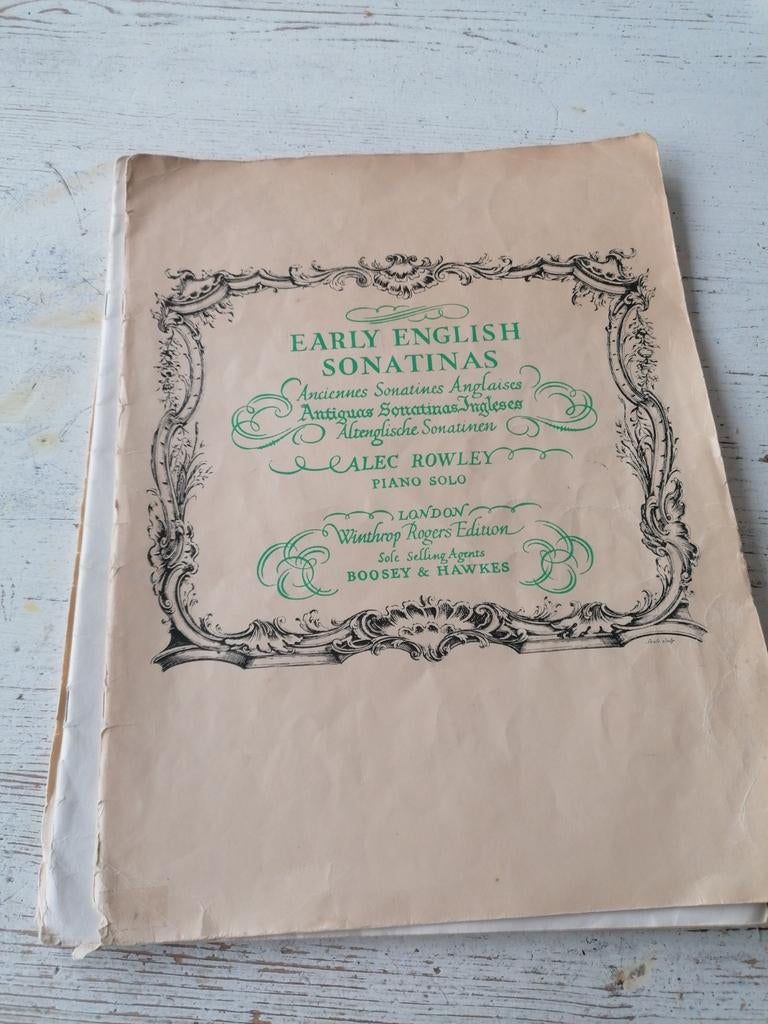 EARLY ENGLISH
SONATINAS
Anciennes Sonatines Anglaises
Antiguas Sonatinas Ingleses
Altenglische Sonatinen
ALEC ROWLEY
PIANO SOLO
LONDON
Winthrop Rogers Edition
Sole Selling Agents
BOOSEY & HAWKES